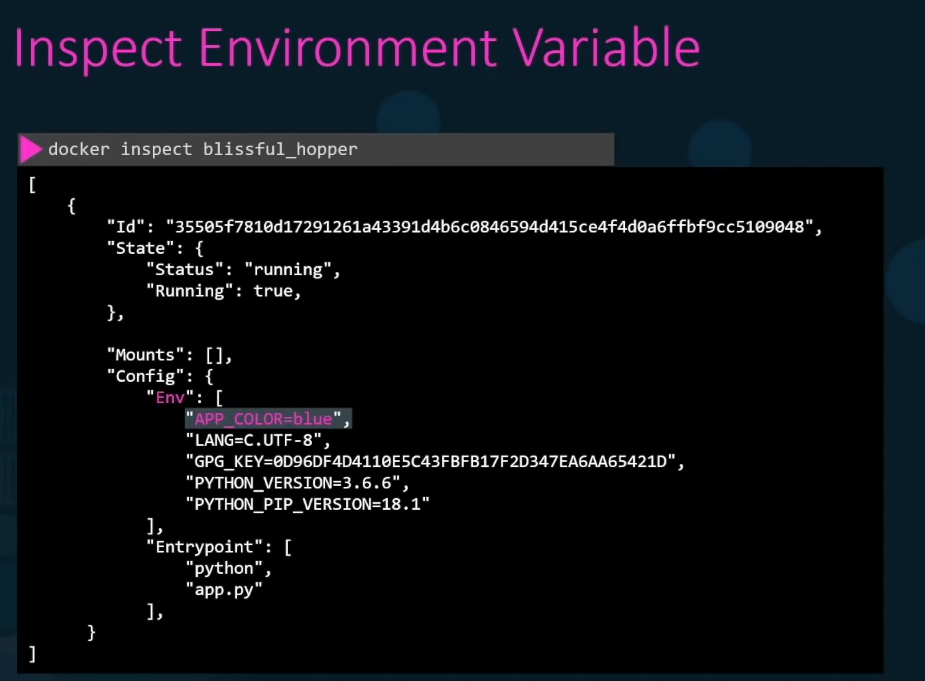 Inspect Environment Variable
docker inspect blissful_hopper
[
    {
        "Id": "35505f7810d17291261a43391d4b6c0846594d415ce4f4d0a6ffbf9cc5109048",
        "State": {
            "Status": "running",
            "Running": true,
        },
        "Mounts": [],
        "Config": {
            "Env": [
                "APP_COLOR=blue",
                "LANG=C.UTF-8",
                "GPG_KEY=0D96DF4D4110E5C43FBFB17F2D347EA6AA65421D",
                "PYTHON_VERSION=3.6.6",
                "PYTHON_PIP_VERSION=18.1"
            ],
            "Entrypoint": [
                "python",
                "app.py"
            ],
      }
]